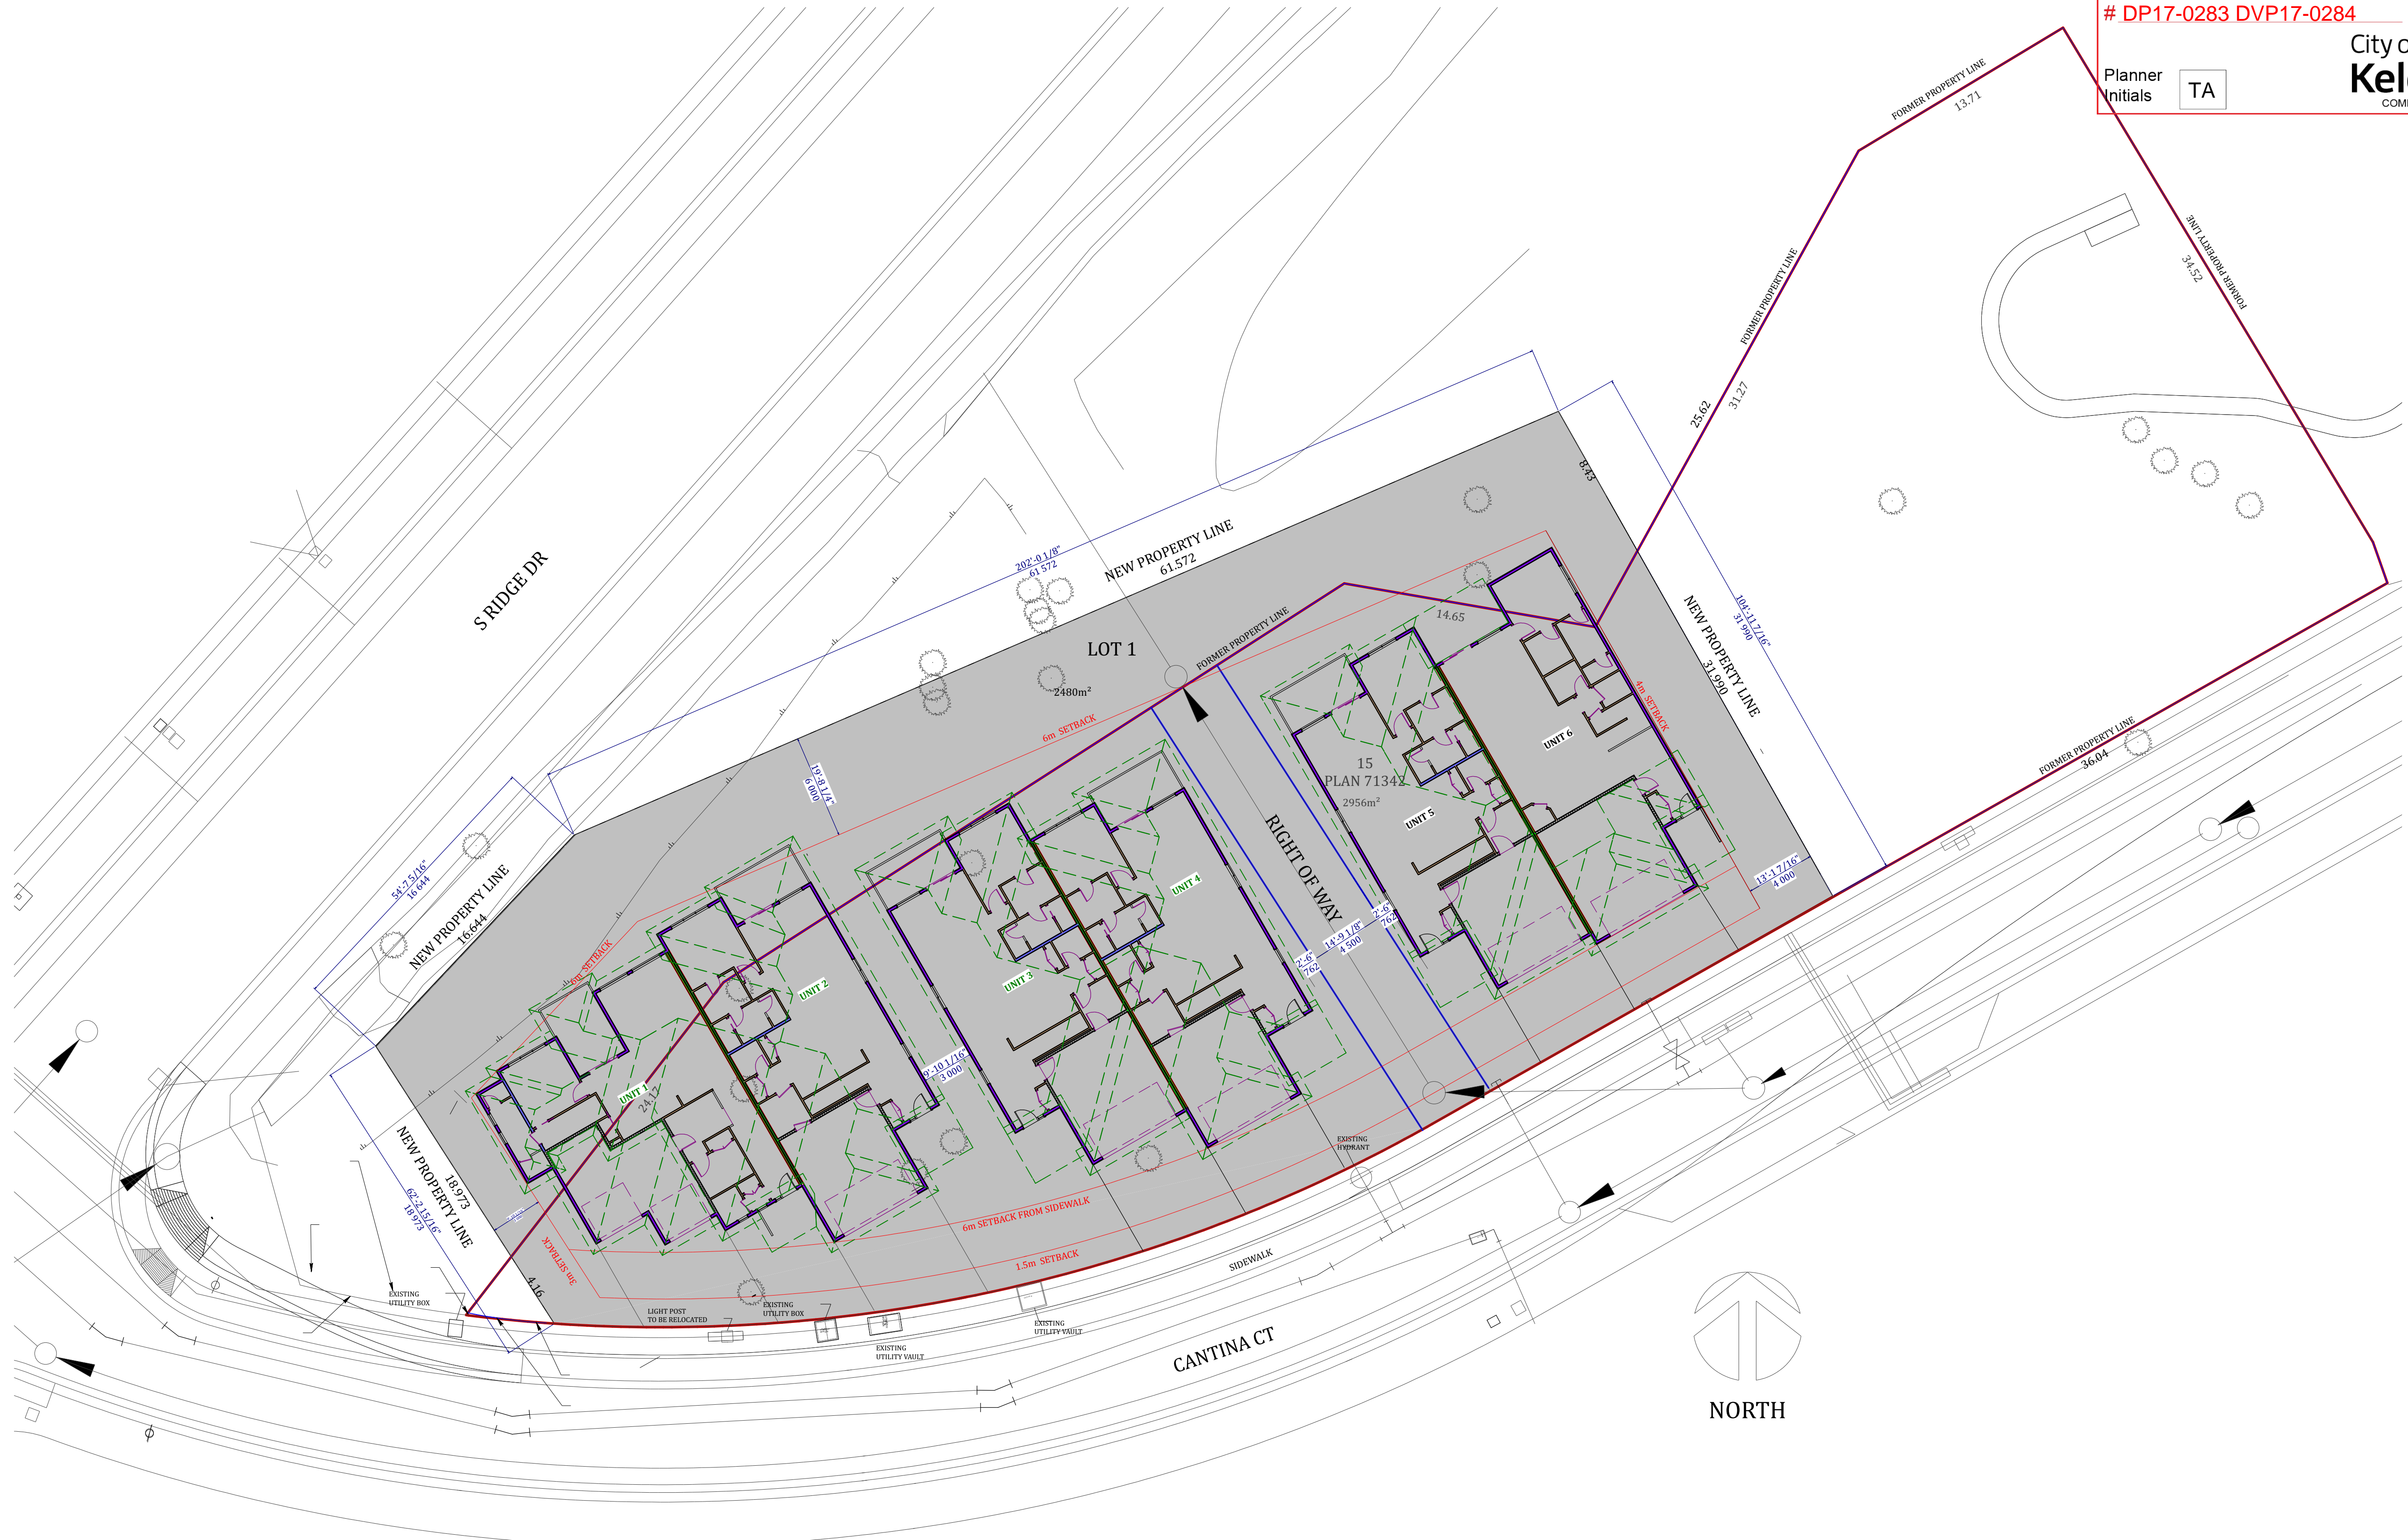 # DP17-0283 DVP17-0284
City o
Planner
Initials
TA
Kel
COM
FORMER PROPERTY LINE
13.71
FORMER PROPERTY LINE
34.52
FORMER PROPERTY LINE
25.62
31.27
8.43
S RIDGE DR
202'-0 1/8"
61 572
NEW PROPERTY LINE
61.572
LOT 1
2480m²
FORMER PROPERTY LINE
14.65
NEW PROPERTY LINE
31.990
104'-11 7/16"
31 990
6m SETBACK
4m SETBACK
19'-8 1/4"
6 000
15
PLAN 71342
2956m²
UNIT 6
UNIT 5
FORMER PROPERTY LINE
36.04
RIGHT OF WAY
54'-7 5/16"
16 644
NEW PROPERTY LINE
16.644
6m SETBACK
UNIT 4
UNIT 3
UNIT 2
UNIT 1
24.17
2'-6"
762
14'-9 1/8"
4 500
2'-6"
762
13'-1 7/16"
4 000
9'-10 1/16"
3 000
NEW PROPERTY LINE
18.973
62'-2 15/16"
18 973
3m SETBACK
4.16
6m SETBACK FROM SIDEWALK
1.5m SETBACK
EXISTING
HYDRANT
SIDEWALK
EXISTING
UTILITY BOX
LIGHT POST
TO BE RELOCATED
EXISTING
UTILITY BOX
EXISTING
UTILITY VAULT
EXISTING
UTILITY VAULT
CANTINA CT
NORTH